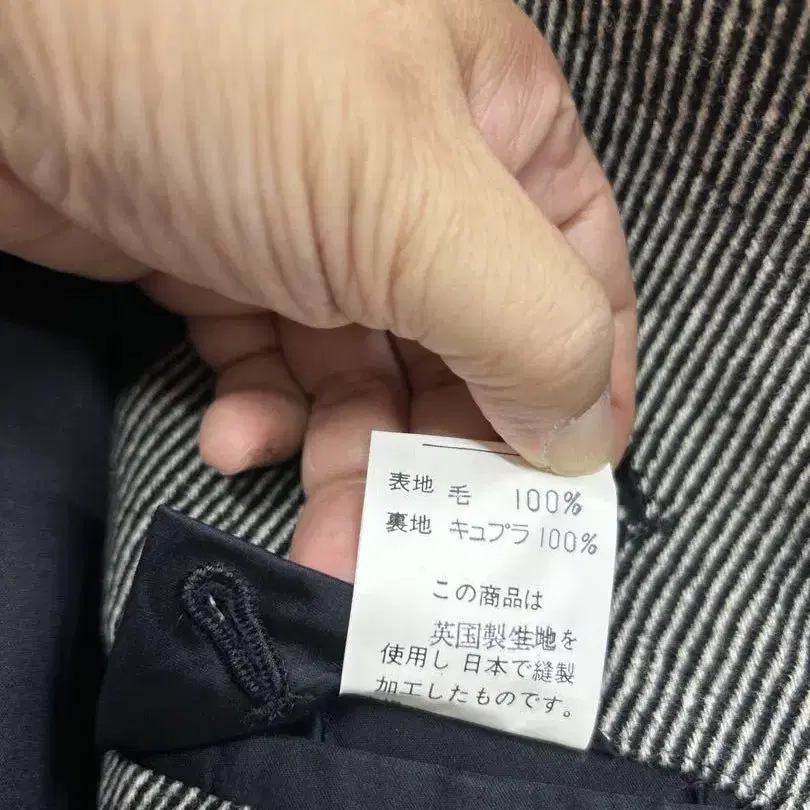 表地 毛 100%
裏地 キュプラ 100%
この商品は
英国製生地を
使用し 日本で縫製
加工したものです。